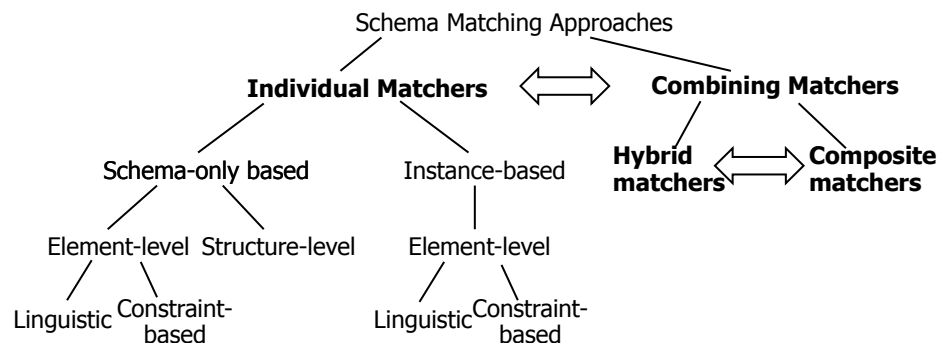 Schema Matching Approaches
Individual Matchers
Combining Matchers
Schema-only based
Instance-based
Hybrid
matchers
Composite
matchers
Element-level
Structure-level
Element-level
Linguistic
Constraint-
based
Linguistic
Constraint-
based